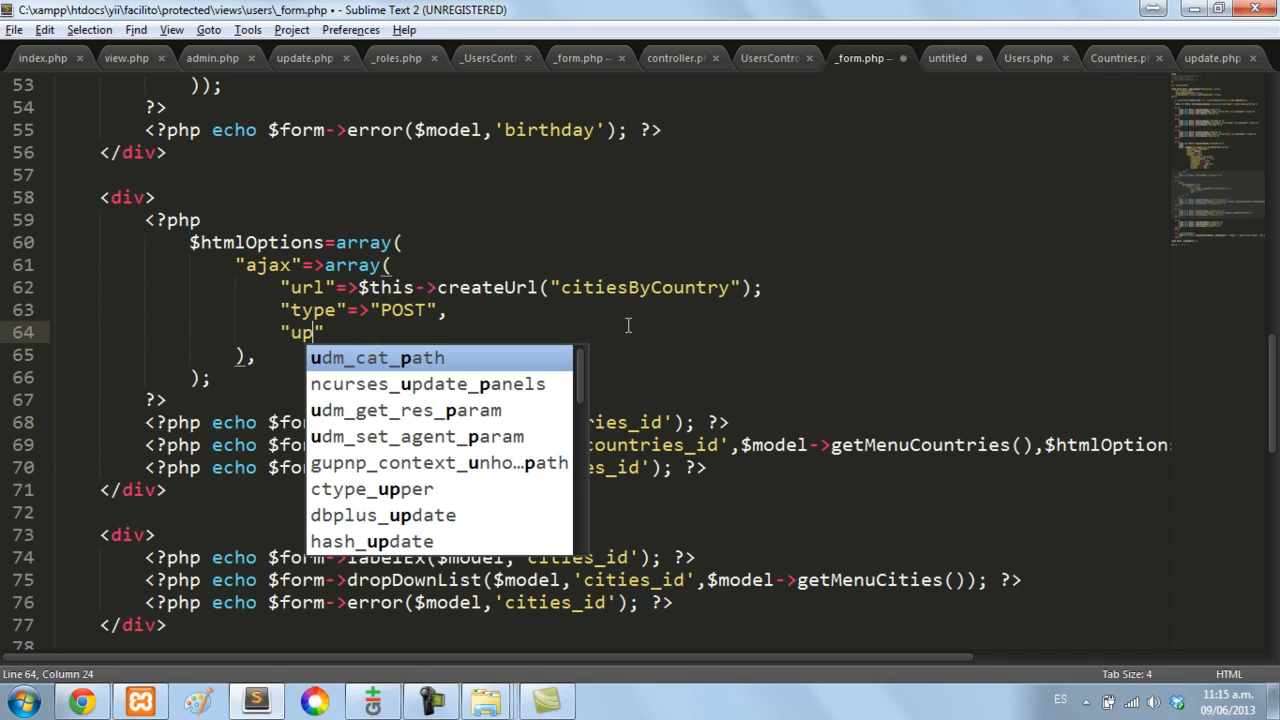 C:\xampp\htdocs\yii\facilito\protected\views\users\_form.php • - Sublime Text 2 (UNREGISTERED)
File Edit Selection Find View Goto Tools Project Preferences Help
index.php × view.php × admin.php × update.php × _roles.php × _UsersContr × _form.php — × controller.p × UsersContro × _form.php — untitled Users.php × Countries.p × update.php ×
53 ));
54 ?>
55 <?php echo $form->error($model,'birthday'); ?>
56 </div>
57
58 <div>
59 <?php
60 $htmlOptions=array(
61 "ajax"=>array(
62 "url"=>$this->createUrl("citiesByCountry");
63 "type"=>"POST",
64 "up"
65 ),
66 );
67 ?>
68 <?php echo $for ries_id'); ?>
69 <?php echo $for countries_id',$model->getMenuCountries(),$htmlOptions
70 <?php echo $for es_id'); ?>
71 </div>
72
73 <div>
74 <?php echo $form->labelEx($model,'cities_id'); ?>
75 <?php echo $form->dropDownList($model,'cities_id',$model->getMenuCities()); ?>
76 <?php echo $form->error($model,'cities_id'); ?>
77 </div>
78
udm_cat_path
ncurses_update_panels
udm_get_res_param
udm_set_agent_param
gupnp_context_unho…path
ctype_upper
dbplus_update
hash_update
Line 64, Column 24 Tab Size: 4 HTML
ES 11:15 a.m.
09/06/2013